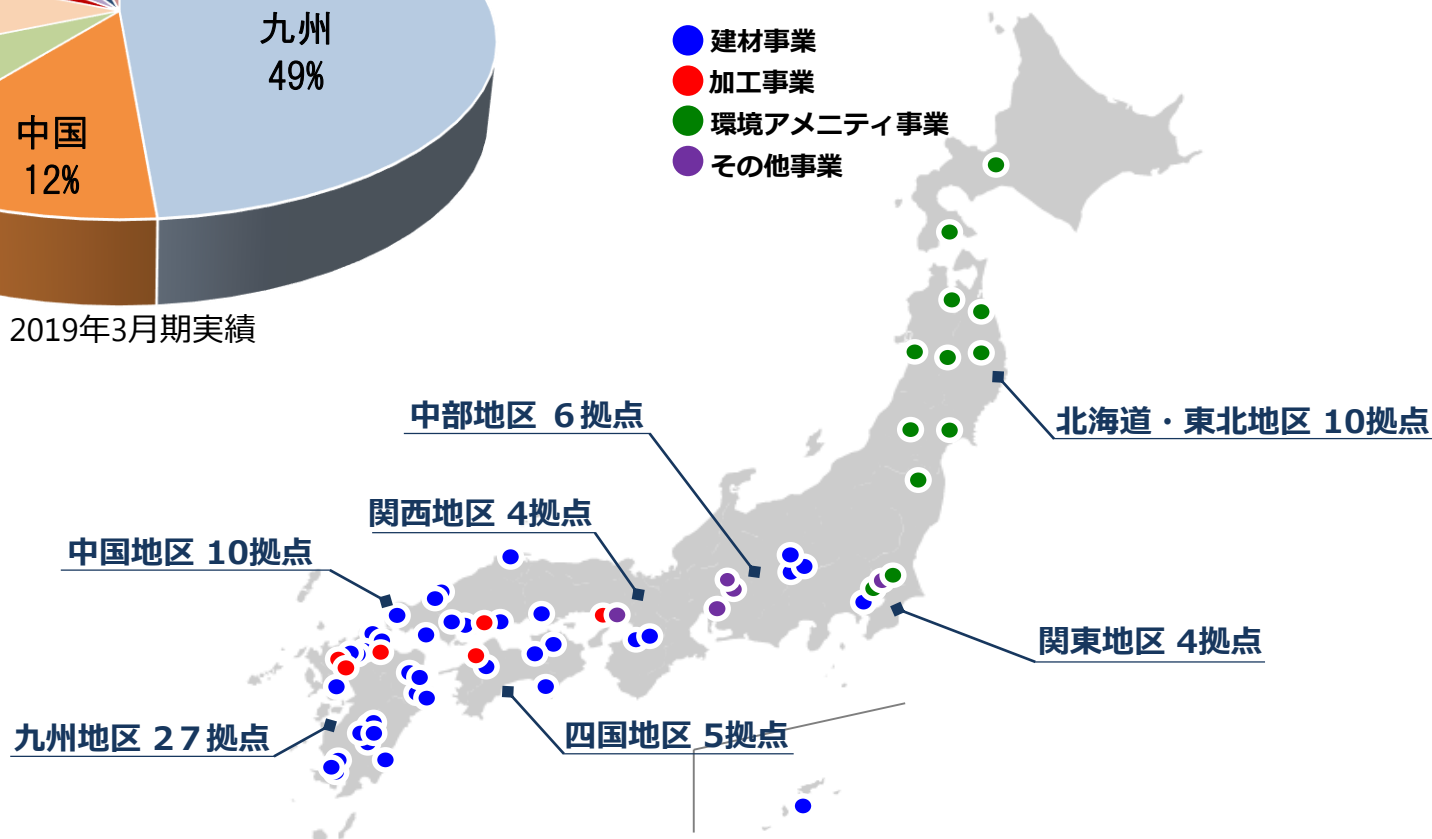 九州
49%
中国
12%
2019年3月期実績
建材事業
加工事業
環境アメニティ事業
その他事業
中部地区 6拠点
北海道・東北地区 10拠点
関西地区 4拠点
中国地区 10拠点
関東地区 4拠点
九州地区 27拠点
四国地区 5拠点